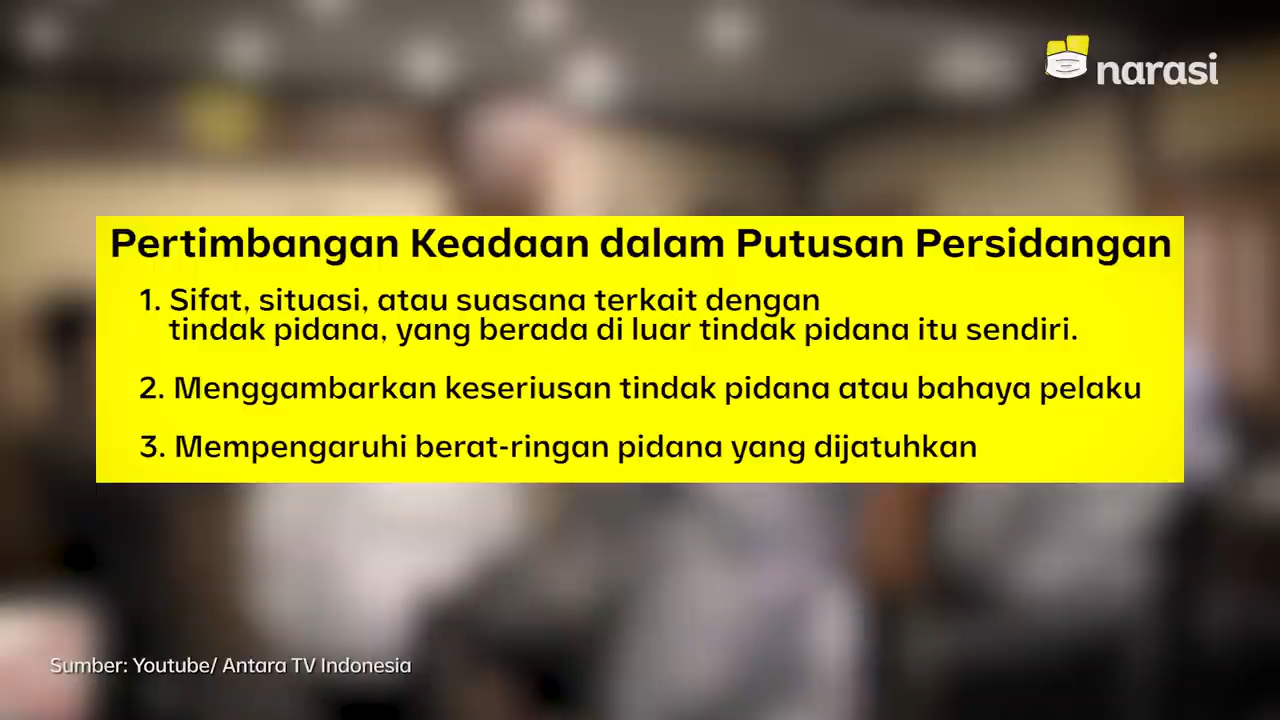 narasi
Pertimbangan Keadaan dalam Putusan Persidangan
1. Sifat, situasi, atau suasana terkait dengan
tindak pidana, yang berada di luar tindak pidana itu sendiri.
2. Menggambarkan keseriusan tindak pidana atau bahaya pelaku
3. Mempengaruhi berat-ringan pidana yang dijatuhkan
Sumber: Youtube/ Antara TV Indonesia